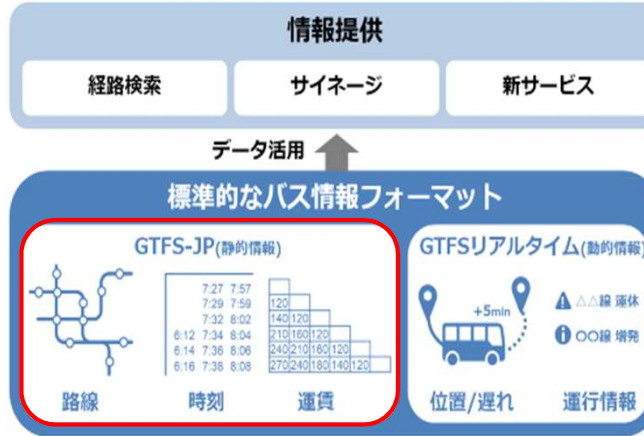 情報提供
経路検索
サイネージ
新サービス
データ活用
標準的なバス情報フォーマット
GTFS-JP(静的情報)
7:27 7:57
7:29 7:59
7:32 8:02
6:12 7:34 8:04
6:14 7:36 8:06
6:16 7:38 8:08
120
140 120
210 160 120
240 210 160 120
270 240 180 140 120
路線
時刻
運賃
GTFSリアルタイム(動的情報)
+5min
△△線 運休
○○線 増発
位置/遅れ
運行情報